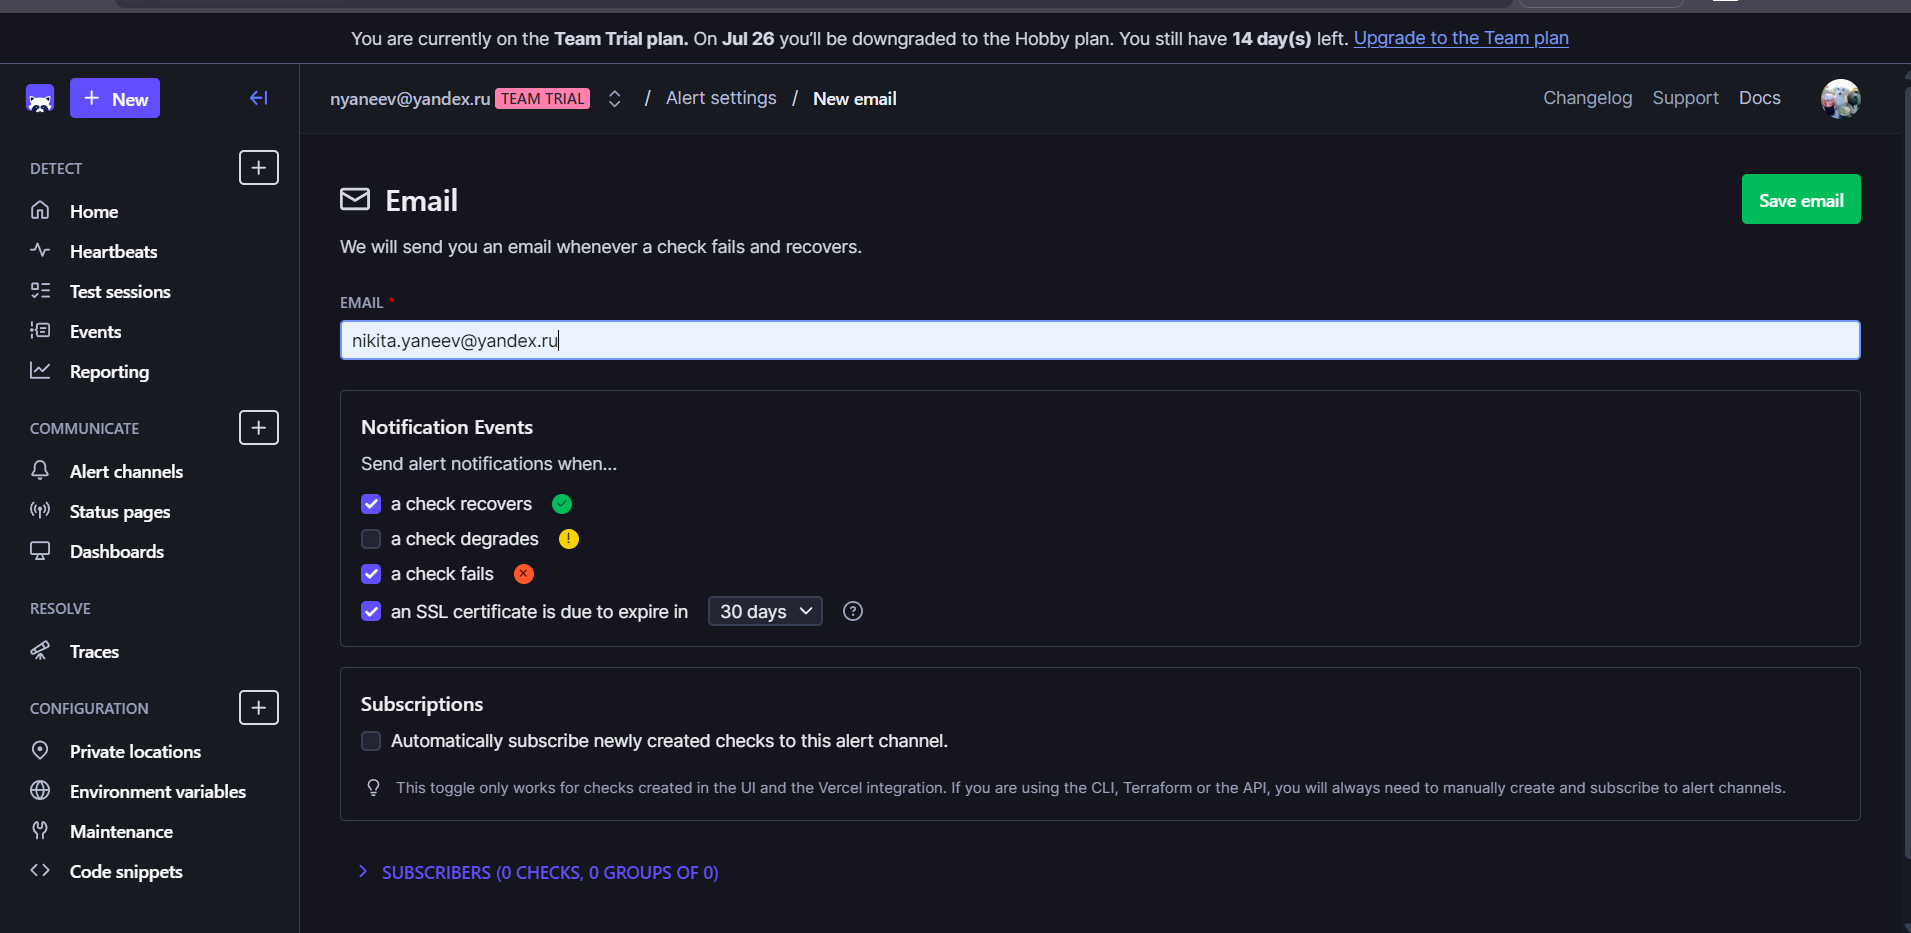 You are currently on the Team Trial plan. On Jul 26 you'll be downgraded to the Hobby plan. You still have 14 day(s) left. Upgrade to the Team plan
New
nyaneev@yandex.ru TEAM TRIAL / Alert settings / New email
Changelog Support Docs
DETECT
Home
Heartbeats
Test sessions
Events
Reporting
COMMUNICATE
Alert channels
Status pages
Dashboards
RESOLVE
Traces
CONFIGURATION
Private locations
Environment variables
Maintenance
Code snippets
Email
Save email
We will send you an email whenever a check fails and recovers.
EMAIL *
nikita.yaneev@yandex.ru
Notification Events
Send alert notifications when...
a check recovers
a check degrades
a check fails
an SSL certificate is due to expire in 30 days
Subscriptions
Automatically subscribe newly created checks to this alert channel.
This toggle only works for checks created in the UI and the Vercel integration. If you are using the CLI, Terraform or the API, you will always need to manually create and subscribe to alert channels.
SUBSCRIBERS (0 CHECKS, 0 GROUPS OF 0)